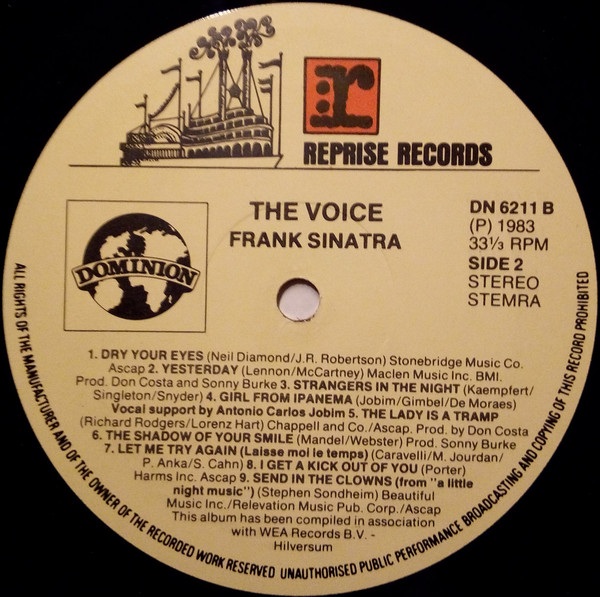 r
REPRISE RECORDS
DOMINION
THE VOICE
FRANK SINATRA
DN 6211 B
(P) 1983
33⅓ RPM
SIDE 2
STEREO
STEMRA
1. DRY YOUR EYES (Neil Diamond/J.R. Robertson) Stonebridge Music Co.
Ascap 2. YESTERDAY (Lennon/McCartney) Maclen Music Inc. BMI.
Prod. Don Costa and Sonny Burke 3. STRANGERS IN THE NIGHT (Kaempfert/
Singleton/Snyder) 4. GIRL FROM IPANEMA (Jobim/Gimbel/De Moraes)
Vocal support by Antonio Carlos Jobim 5. THE LADY IS A TRAMP
(Richard Rodgers/Lorenz Hart) Chappell and Co./Ascap. Prod. by Don Costa
6. THE SHADOW OF YOUR SMILE (Mandel/Webster) Prod. Sonny Burke
7. LET ME TRY AGAIN (Laisse moi le temps) (Caravelli/M. Jourdan/
P. Anka/S. Cahn) 8. I GET A KICK OUT OF YOU (Porter)
Harms Inc. Ascap 9. SEND IN THE CLOWNS (from "a little
night music") (Stephen Sondheim) Beautiful
Music Inc./Relevation Music Pub. Corp./Ascap
This album has been compiled in association
with WEA Records B.V. -
Hilversum
ALL RIGHTS OF THE MANUFACTURER AND OF THE OWNER OF THE RECORDED WORK RESERVED UNAUTHORISED PUBLIC PERFORMANCE BROADCASTING AND COPYING OF THIS RECORD PROHIBITED